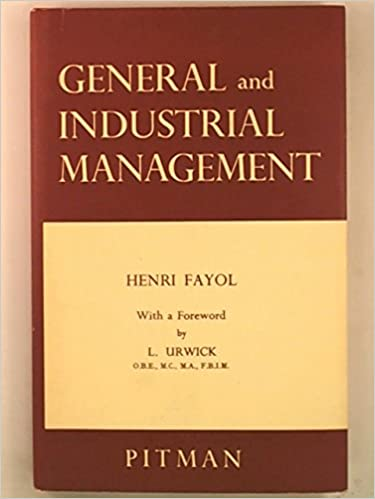 GENERAL and
INDUSTRIAL
MANAGEMENT
HENRI FAYOL
With a Foreword
by
L. URWICK
O.B.E., M.C., M.A., F.B.I.M.
PITMAN